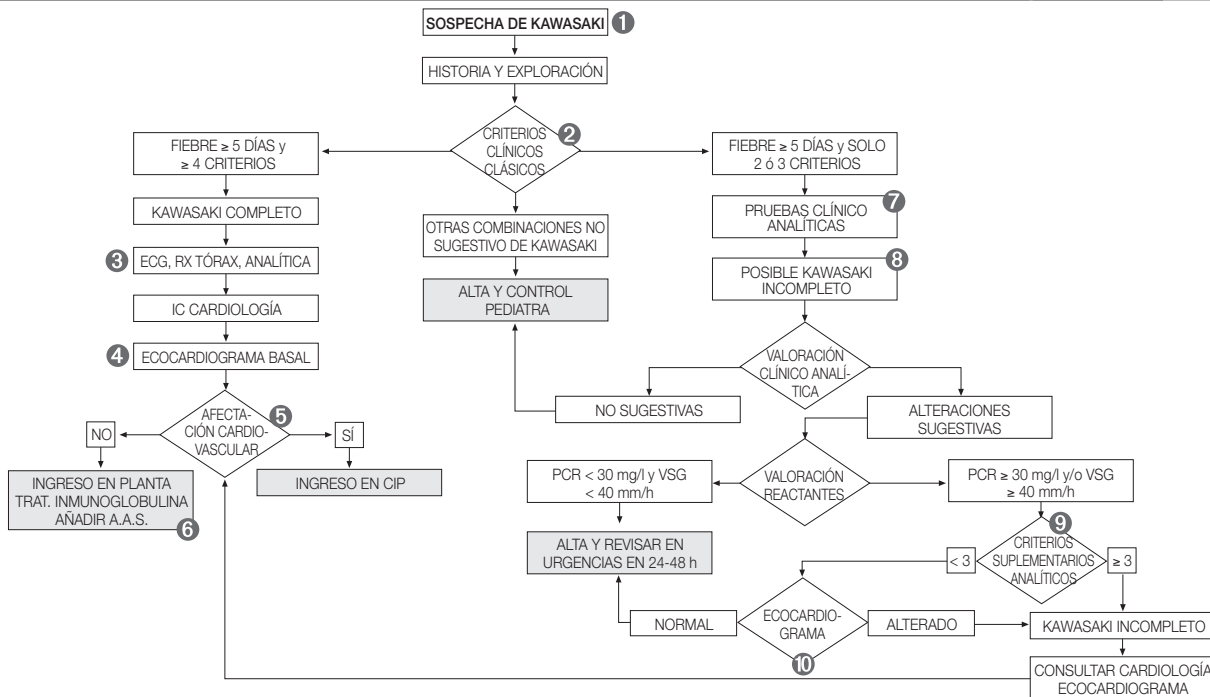 SOSPECHA DE KAWASAKI
1
HISTORIA Y EXPLORACIÓN
CRITERIOS
CLÍNICOS
CLÁSICOS
2
FIEBRE ≥ 5 DÍAS y
≥ 4 CRITERIOS
KAWASAKI COMPLETO
3
ECG, RX TÓRAX, ANALÍTICA
IC CARDIOLOGÍA
4
ECOCARDIOGRAMA BASAL
AFECTA-
CIÓN CARDIO-
VASCULAR
5
NO
SÍ
INGRESO EN PLANTA
TRAT. INMUNOGLOBULINA
AÑADIR A.A.S.
6
INGRESO EN CIP
OTRAS COMBINACIONES NO
SUGESTIVO DE KAWASAKI
ALTA Y CONTROL
PEDIATRA
FIEBRE ≥ 5 DÍAS y SOLO
2 ó 3 CRITERIOS
7
PRUEBAS CLÍNICO
ANALÍTICAS
8
POSIBLE KAWASAKI
INCOMPLETO
VALORACIÓN
CLÍNICO ANALÍ-
TICA
NO SUGESTIVAS
ALTERACIONES
SUGESTIVAS
VALORACIÓN
REACTANTES
PCR < 30 mg/l y VSG
< 40 mm/h
PCR ≥ 30 mg/l y/o VSG
≥ 40 mm/h
ALTA Y REVISAR EN
URGENCIAS EN 24-48 h
9
CRITERIOS
SUPLEMENTARIOS
ANALÍTICOS
< 3
≥ 3
ECOCARDIO-
GRAMA
10
NORMAL
ALTERADO
KAWASAKI INCOMPLETO
CONSULTAR CARDIOLOGÍA
ECOCARDIOGRAMA